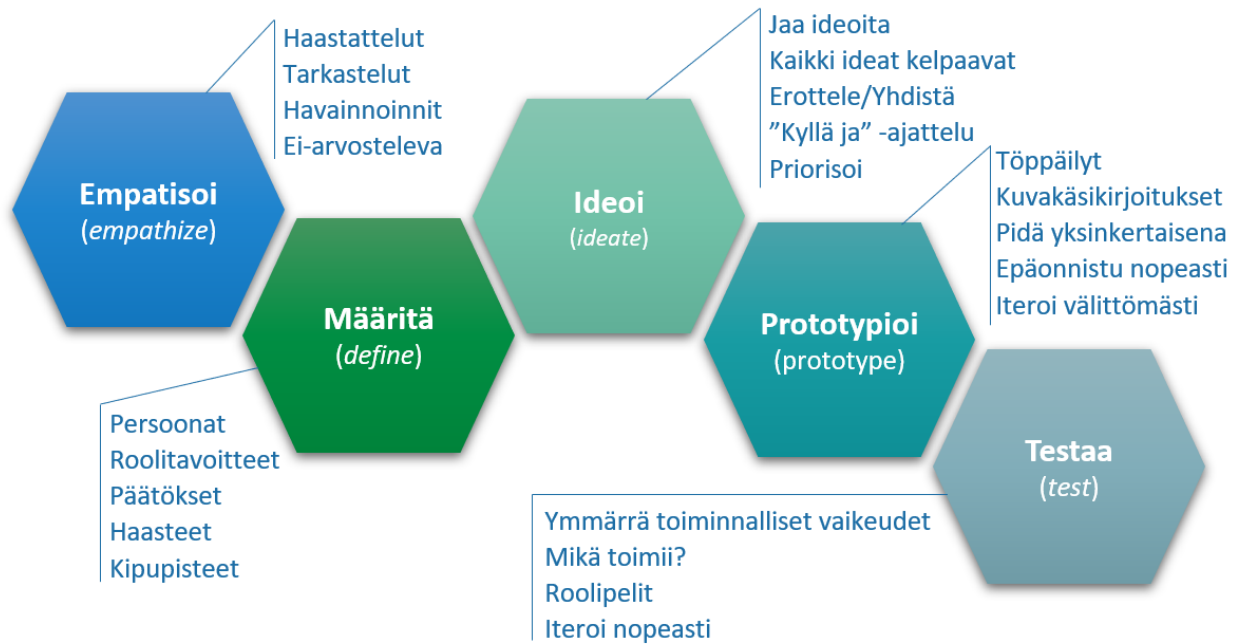 Empatisoi
(empathize)
Haastattelut
Tarkastelut
Havainnoinnit
Ei-arvosteleva
Määritä
(define)
Persoonat
Roolitavoitteet
Päätökset
Haasteet
Kipupisteet
Ideoi
(ideate)
Jaa ideoita
Kaikki ideat kelpaavat
Erottele/Yhdistä
”Kyllä ja” -ajattelu
Priorisoi
Prototypioi
(prototype)
Töppäilyt
Kuvakäsikirjoitukset
Pidä yksinkertaisena
Epäonnistu nopeasti
Iteroi välittömästi
Testaa
(test)
Ymmärrä toiminnalliset vaikeudet
Mikä toimii?
Roolipelit
Iteroi nopeasti